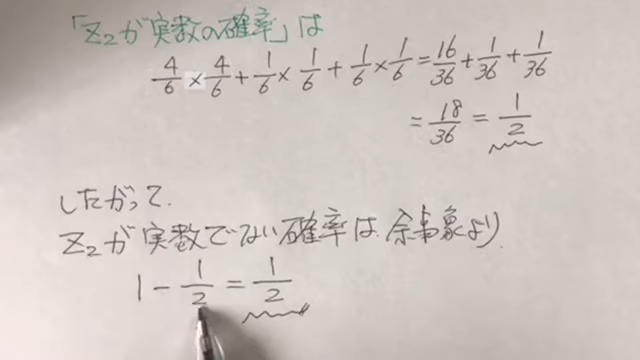 「Z₂が実数の確率」は
4/6 × 4/6 + 1/6 × 1/6 + 1/6 × 1/6 = 16/36 + 1/36 + 1/36
= 18/36 = 1/2
したがって.
Z₂が実数でない確率は. 余事象より.
1 − 1/2 = 1/2